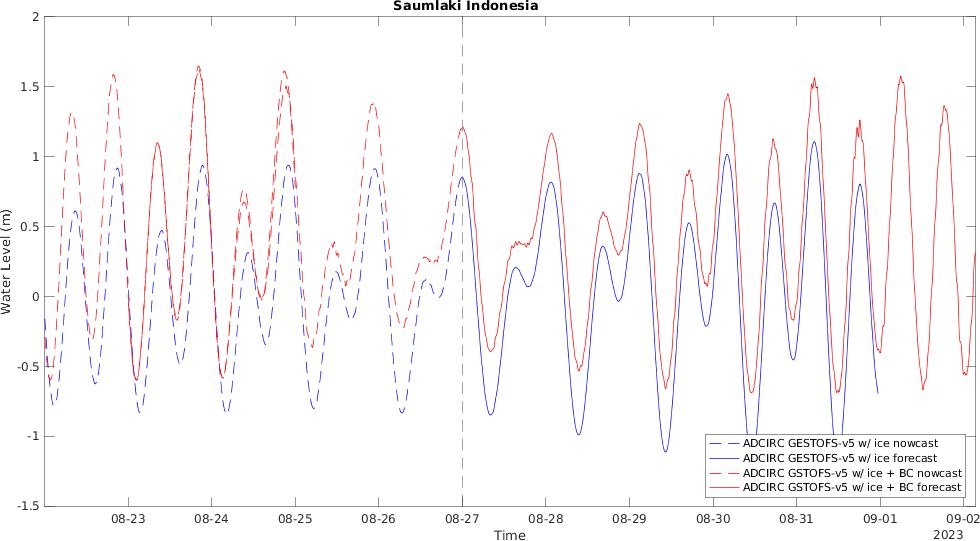 Saumlaki Indonesia
2
1.5
1
0.5
0
-0.5
-1
-1.5
Water Level (m)
ADCIRC GESTOFS-v5 w/ ice nowcast
ADCIRC GESTOFS-v5 w/ ice forecast
ADCIRC GSTOFS-v5 w/ ice + BC nowcast
ADCIRC GSTOFS-v5 w/ ice + BC forecast
08-23 08-24 08-25 08-26 08-27 08-28 08-29 08-30 08-31 09-01 09-02
Time
2023